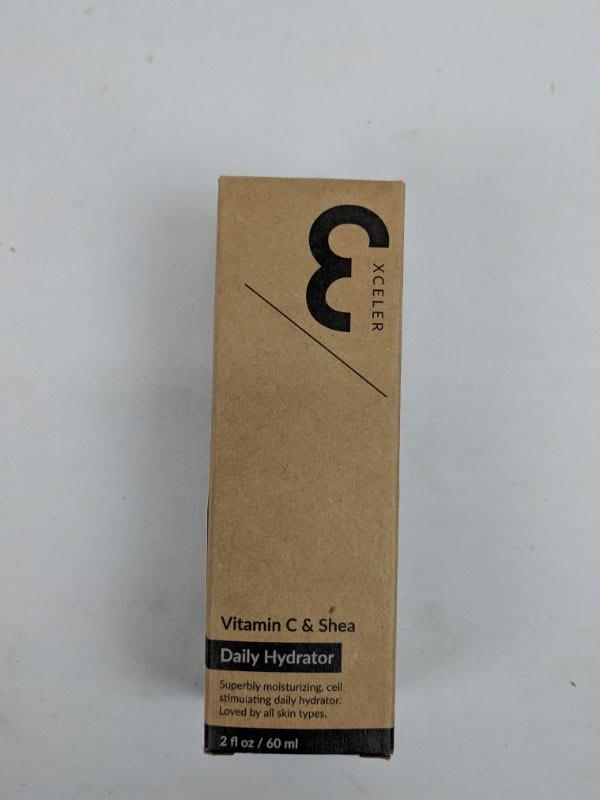 3
XCELER
Vitamin C & Shea
Daily Hydrator
Superbly moisturizing, cell
stimulating daily hydrator.
Loved by all skin types.
2 fl oz / 60 ml